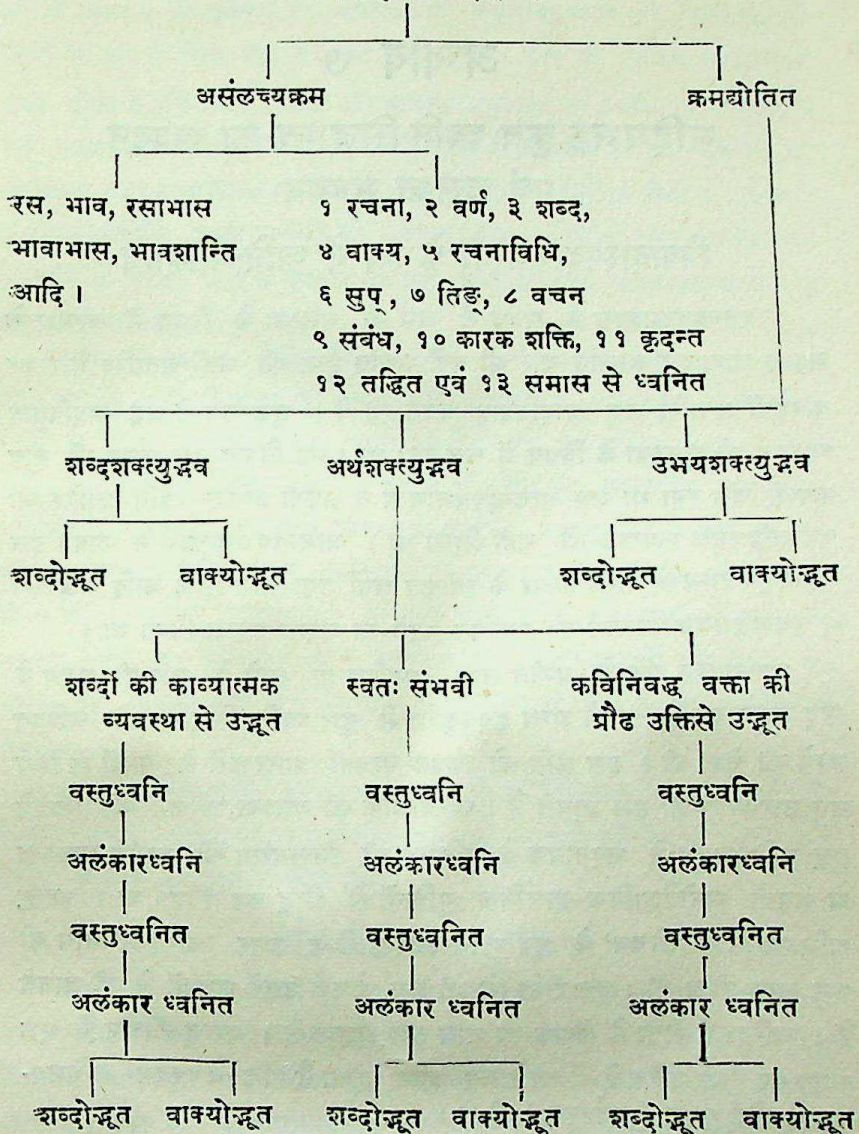 असंलच्यक्रम क्रमद्योतित
रस, भाव, रसाभास १ रचना, २ वर्ण, ३ शब्द,
भावाभास, भावशान्ति ४ वाक्य, ५ रचनाविधि,
आदि । ६ सुप्, ७ तिङ्, ८ वचन
९ संबंध, १० कारक शक्ति, ११ कृदन्त
१२ तद्धित एवं १३ समास से ध्वनित
शब्दशक्त्युद्भव अर्थशक्त्युद्भव उभयशक्त्युद्भव
शब्दोद्भूत वाक्योद्भूत शब्दोद्भूत वाक्योद्भूत
शब्दों की काव्यात्मक स्वतः संभवी कविनिवद्ध वक्ता की
व्यवस्था से उद्भूत प्रौढ उक्तिसे उद्भूत
वस्तुध्वनि वस्तुध्वनि वस्तुध्वनि
अलंकारध्वनि अलंकारध्वनि अलंकारध्वनि
वस्तुध्वनित वस्तुध्वनित वस्तुध्वनित
अलंकार ध्वनित अलंकार ध्वनित अलंकार ध्वनित
शब्दोद्भूत वाक्योद्भूत शब्दोद्भूत वाक्योद्भूत शब्दोद्भूत वाक्योद्भूत